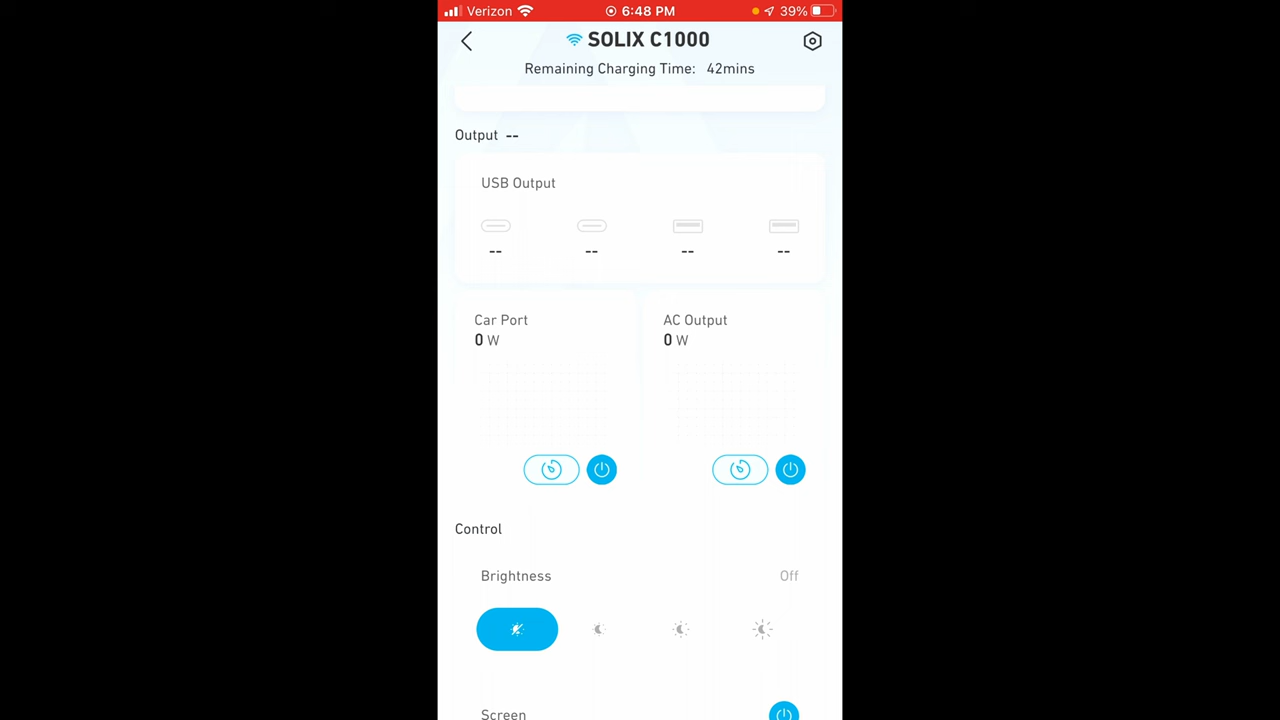 Verizon 6:48 PM 39%
SOLIX C1000
Remaining Charging Time: 42mins
Output --
USB Output
-- -- -- --
Car Port AC Output
0 W 0 W
Control
Brightness Off
Screen